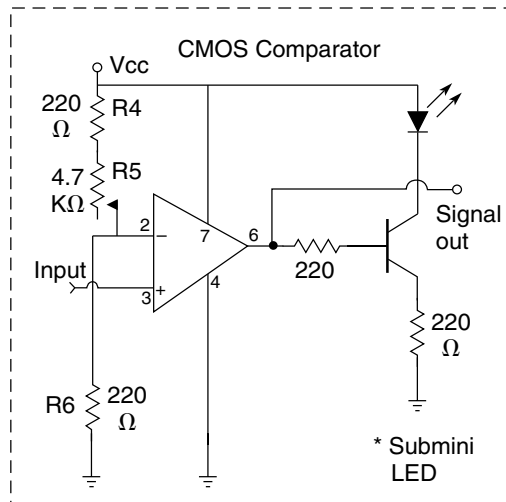 CMOS Comparator
Vcc
220
Ω
R4
4.7
KΩ
R5
2
−
7
6
Input
3
+
4
220
Signal
out
220
Ω
R6
220
Ω
* Submini
LED